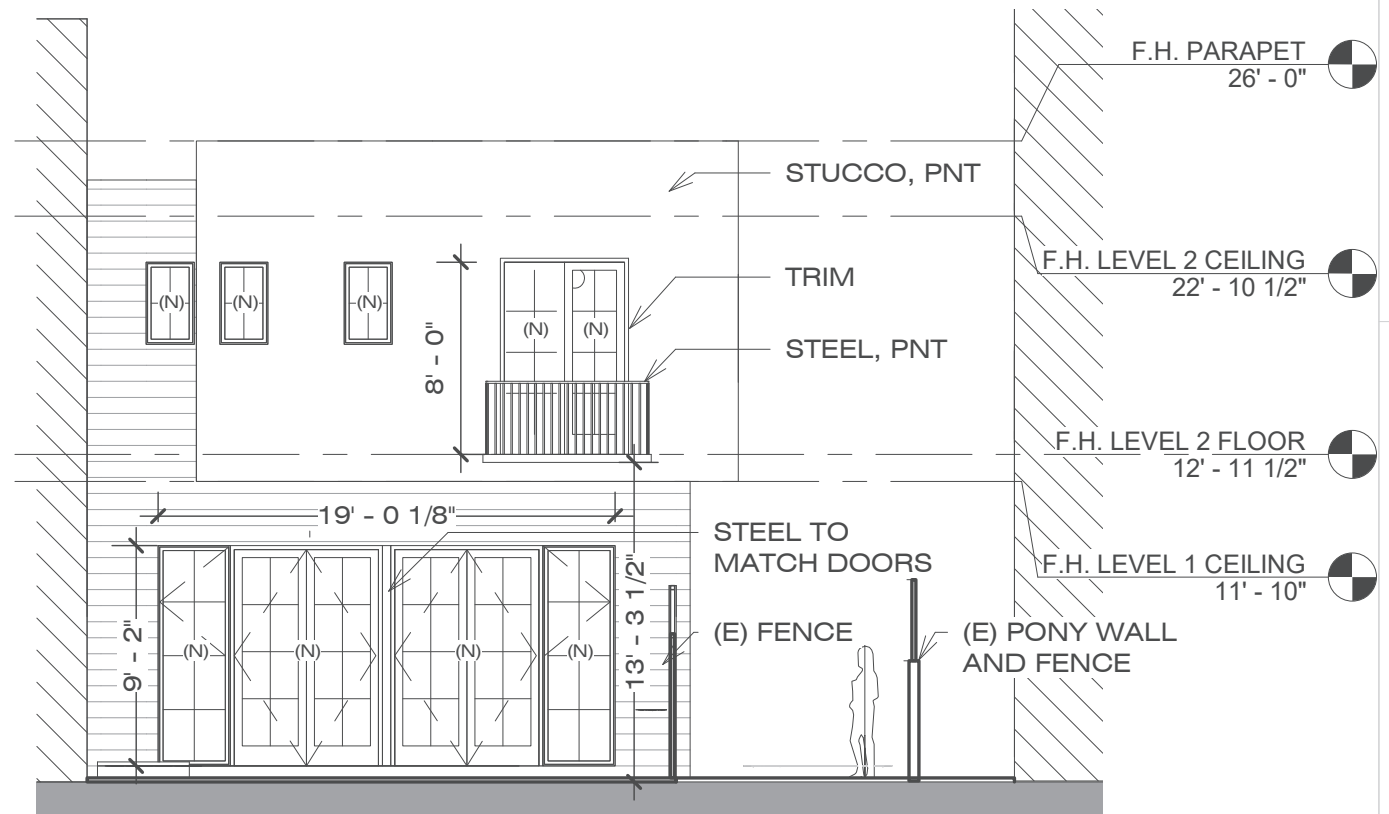 F.H. PARAPET
26' - 0"
STUCCO, PNT
F.H. LEVEL 2 CEILING
22' - 10 1/2"
TRIM
(N)
(N)
(N)
(N)
(N)
8' - 0"
STEEL, PNT
F.H. LEVEL 2 FLOOR
12' - 11 1/2"
19' - 0 1/8"
STEEL TO
MATCH DOORS
F.H. LEVEL 1 CEILING
11' - 10"
9' - 2"
(N)
(N)
(N)
(N)
13' - 3 1/2"
(E) FENCE
(E) PONY WALL
AND FENCE